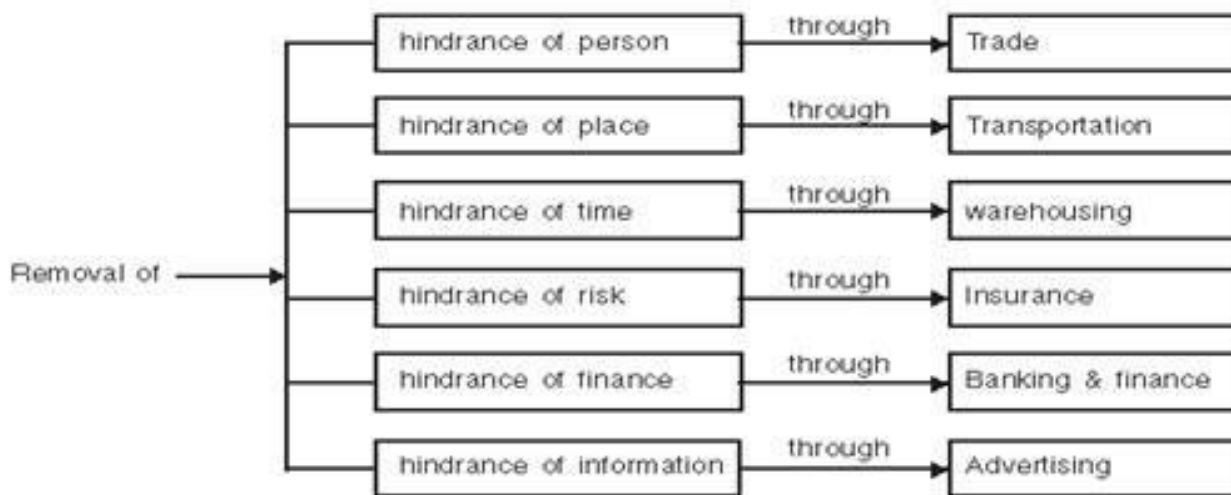 hindrance of person through Trade
hindrance of place through Transportation
hindrance of time through warehousing
Removal of
hindrance of risk through Insurance
hindrance of finance through Banking & finance
hindrance of information through Advertising